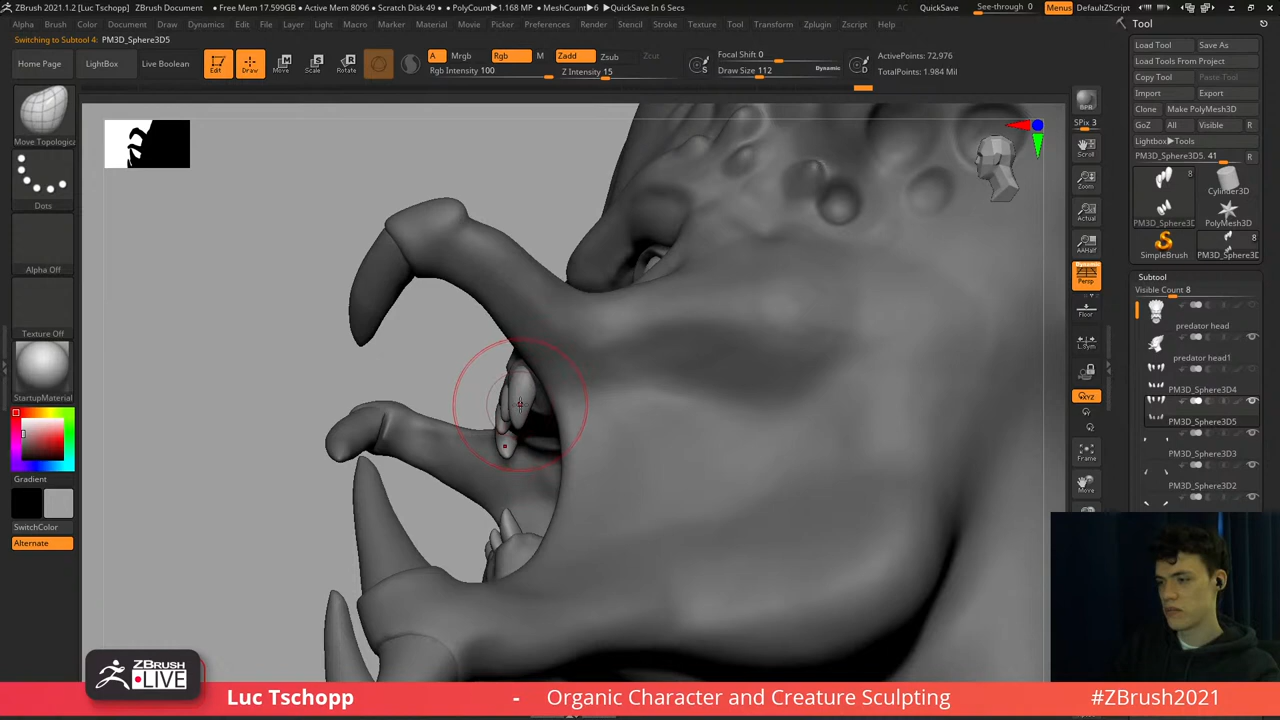 ZBrush 2021.1.2 [Luc Tschopp]   ZBrush Document   • Free Mem 17.599GB • Active Mem 8096 • Scratch Disk 49 • PolyCount▸1.168 MP • MeshCount▸6 ▸QuickSave In 6 Secs   AC   QuickSave   See-through 0   Menus   DefaultZScript
Alpha Brush Color Document Draw Dynamics Edit File Layer Light Macro Marker Material Movie Picker Preferences Render Stencil Stroke Texture Tool Transform Zplugin Zscript Help
Switching to Subtool 4: PM3D_Sphere3D5
Home Page LightBox Live Boolean Edit Draw Move Scale Rotate
A Mrgb Rgb M Zadd Zsub Zcut
Rgb Intensity 100 Z Intensity 15
Focal Shift 0
Draw Size 112 Dynamic
S
D
ActivePoints: 72,976
TotalPoints: 1.984 Mil
Move Topologica
Dots
Alpha Off
Texture Off
StartupMaterial
Gradient
SwitchColor
Alternate
BPR
SPix 3
Scroll
Zoom
Actual
AAHalf
Dynamic
Persp
Floor
L.Sym
XYZ
Frame
Move
Tool
Load Tool Save As
Load Tools From Project
Copy Tool Paste Tool
Import Export
Clone Make PolyMesh3D
GoZ All Visible R
Lightbox▸Tools
PM3D_Sphere3D5. 41 R
8
Cylinder3D
PM3D_Sphere3D PolyMesh3D
8
SimpleBrush PM3D_Sphere3D
Subtool
Visible Count 8
predator head
predator head1
PM3D_Sphere3D4
PM3D_Sphere3D5
PM3D_Sphere3D3
PM3D_Sphere3D2
ZBRUSH
LIVE
Luc Tschopp - Organic Character and Creature Sculpting #ZBrush2021